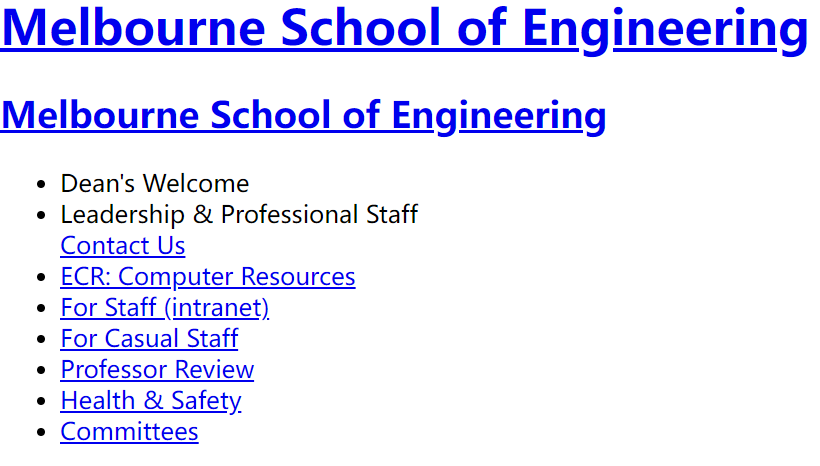 Melbourne School of Engineering
Melbourne School of Engineering
Dean's Welcome
Leadership & Professional Staff
Contact Us
ECR: Computer Resources
For Staff (intranet)
For Casual Staff
Professor Review
Health & Safety
Committees